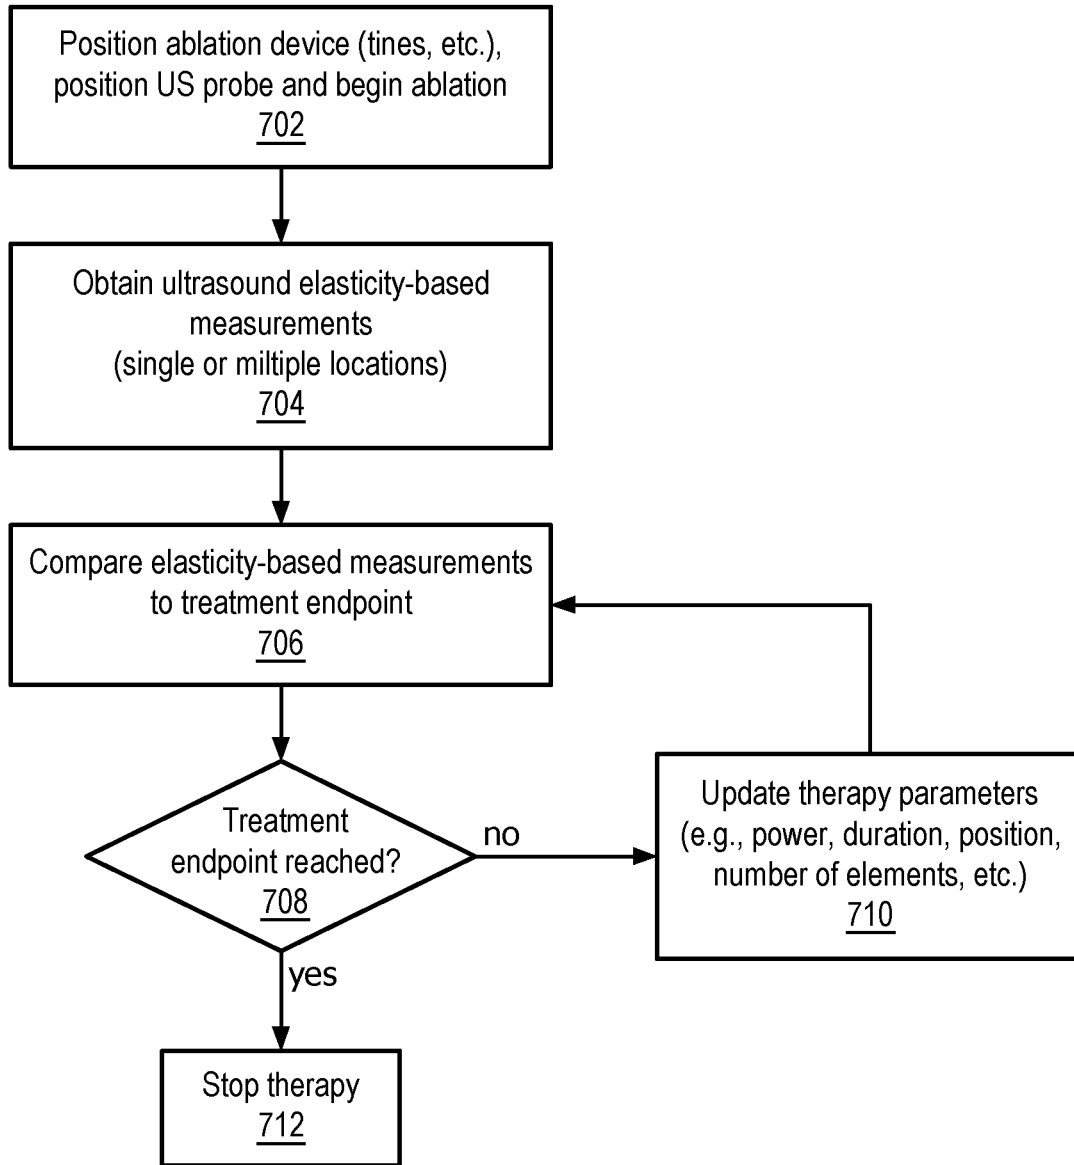 Position ablation device (tines, etc.),
position US probe and begin ablation
702
Obtain ultrasound elasticity-based
measurements
(single or miltiple locations)
704
Compare elasticity-based measurements
to treatment endpoint
706
Treatment
endpoint reached?
708
no
Update therapy parameters
(e.g., power, duration, position,
number of elements, etc.)
710
yes
Stop therapy
712